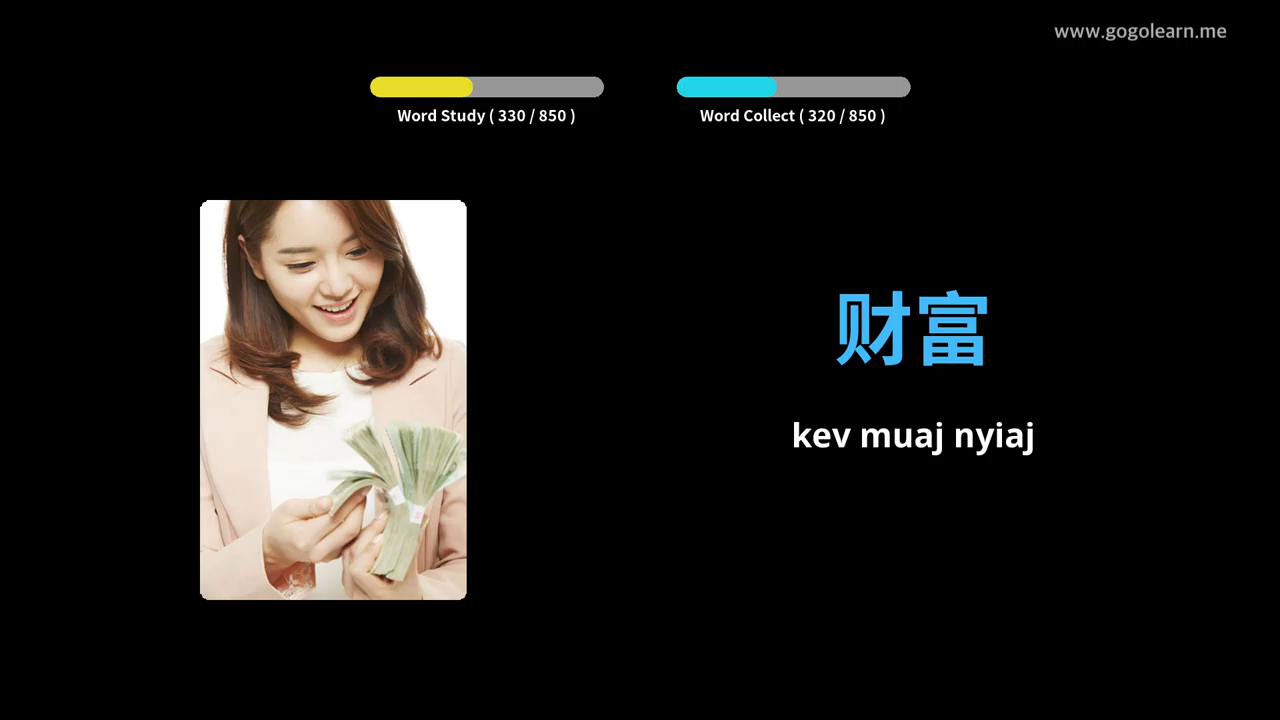 www.gogolearn.me
Word Study ( 330 / 850 )
Word Collect ( 320 / 850 )
财富
kev muaj nyiaj